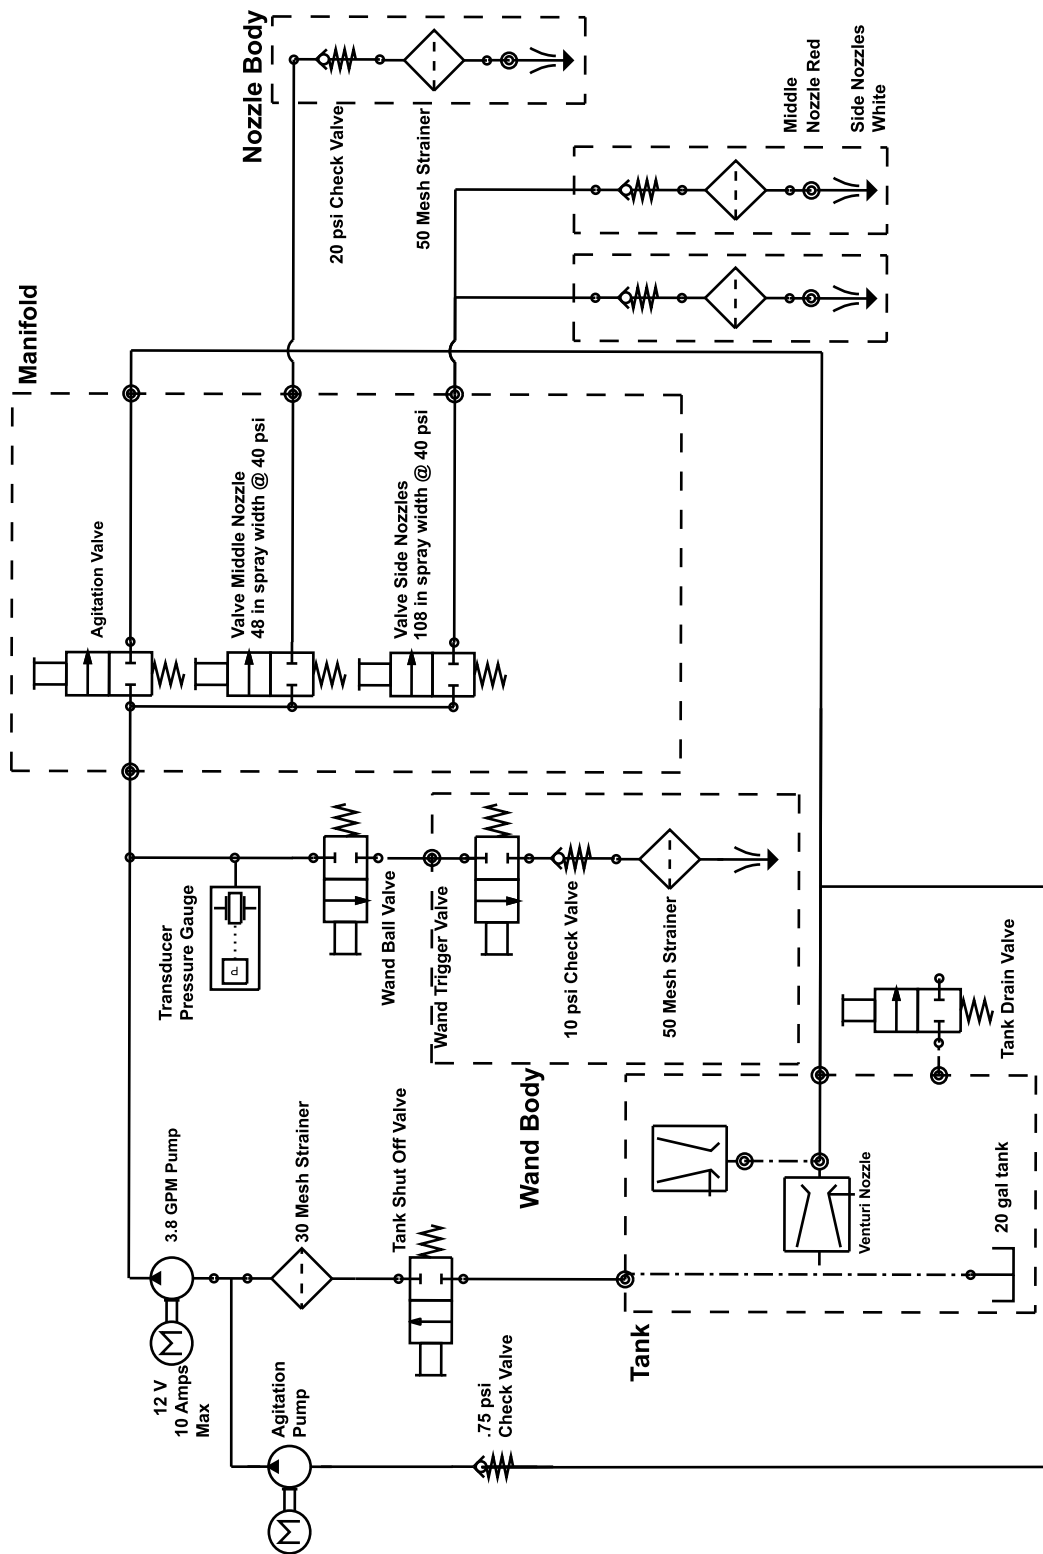 Manifold
Agitation Valve
12 V
10 Amps
Max
M
3.8 GPM Pump
Transducer
Pressure Gauge
P
Valve Middle Nozzle
48 in spray width @ 40 psi
Nozzle Body
Agitation
Pump
M
30 Mesh Strainer
20 psi Check Valve
Tank Shut Off Valve
Wand Ball Valve
Valve Side Nozzles
108 in spray width @ 40 psi
50 Mesh Strainer
Wand Trigger Valve
.75 psi
Check Valve
Wand Body
10 psi Check Valve
Tank
50 Mesh Strainer
Middle
Nozzle Red
Side Nozzles
White
Venturi Nozzle
20 gal tank
Tank Drain Valve